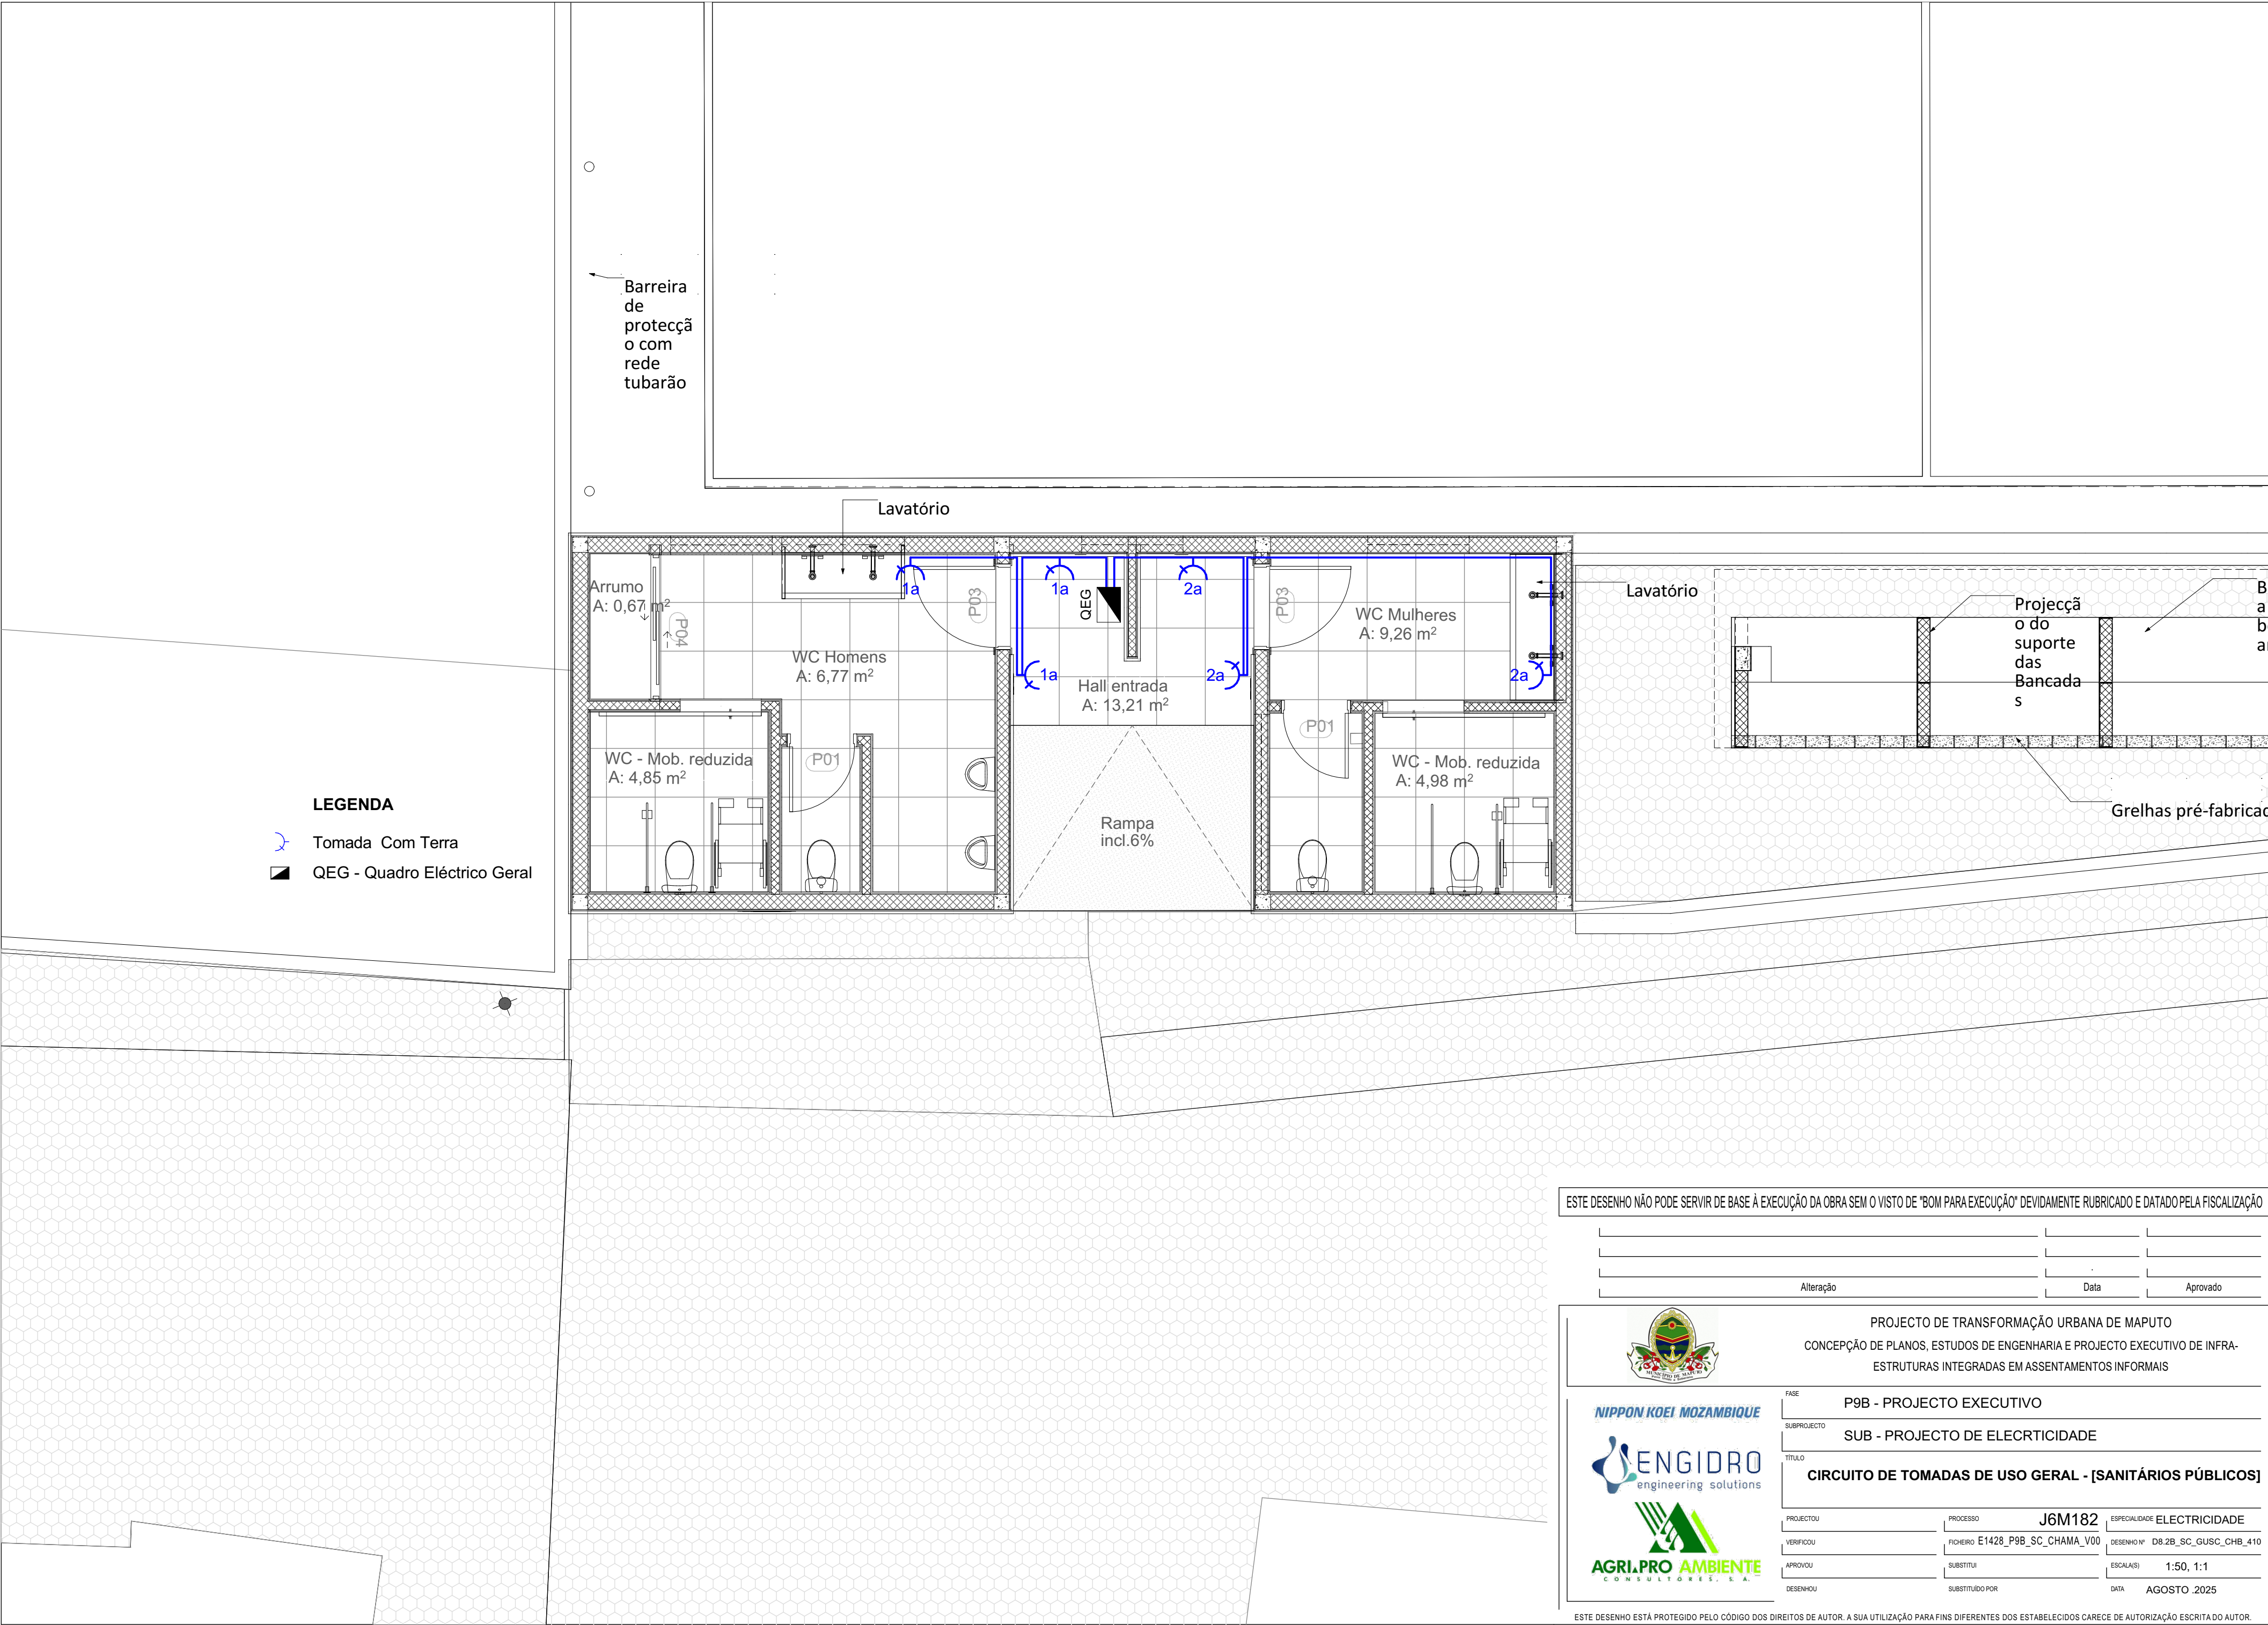 Barreira
de
protecçã
o com
rede
tubarão
Lavatório
Arrumo
A: 0,67 m²
P04
WC Homens
A: 6,77 m²
1a
P03
1a
QEG
2a
1a
2a
Hall entrada
A: 13,21 m²
P03
WC Mulheres
A: 9,26 m²
2a
Lavatório
WC - Mob. reduzida
A: 4,85 m²
P01
P01
WC - Mob. reduzida
A: 4,98 m²
Rampa
incl.6%
Projecçã
o do
suporte
das
Bancada
s
B
a
b
a
Grelhas pré-fabricad
LEGENDA
Tomada Com Terra
QEG - Quadro Eléctrico Geral
ESTE DESENHO NÃO PODE SERVIR DE BASE À EXECUÇÃO DA OBRA SEM O VISTO DE "BOM PARA EXECUÇÃO" DEVIDAMENTE RUBRICADO E DATADO PELA FISCALIZAÇÃO
Alteração Data Aprovado
MUNICÍPIO DE MAPUTO
PROJECTO DE TRANSFORMAÇÃO URBANA DE MAPUTO
CONCEPÇÃO DE PLANOS, ESTUDOS DE ENGENHARIA E PROJECTO EXECUTIVO DE INFRA-
ESTRUTURAS INTEGRADAS EM ASSENTAMENTOS INFORMAIS
NIPPON KOEI MOZAMBIQUE
ENGIDRO
engineering solutions
AGRI.PRO AMBIENTE
CONSULTORES, S. A.
FASE
P9B - PROJECTO EXECUTIVO
SUBPROJECTO
SUB - PROJECTO DE ELECRTICIDADE
TÍTULO
CIRCUITO DE TOMADAS DE USO GERAL - [SANITÁRIOS PÚBLICOS]
PROJECTOU PROCESSO J6M182 ESPECIALIDADE ELECTRICIDADE
VERIFICOU FICHEIRO E1428_P9B_SC_CHAMA_V00 DESENHO Nº D8.2B_SC_GUSC_CHB_410
APROVOU SUBSTITUI ESCALA(S) 1:50, 1:1
DESENHOU SUBSTITUÍDO POR DATA AGOSTO .2025
ESTE DESENHO ESTÁ PROTEGIDO PELO CÓDIGO DOS DIREITOS DE AUTOR. A SUA UTILIZAÇÃO PARA FINS DIFERENTES DOS ESTABELECIDOS CARECE DE AUTORIZAÇÃO ESCRITA DO AUTOR.